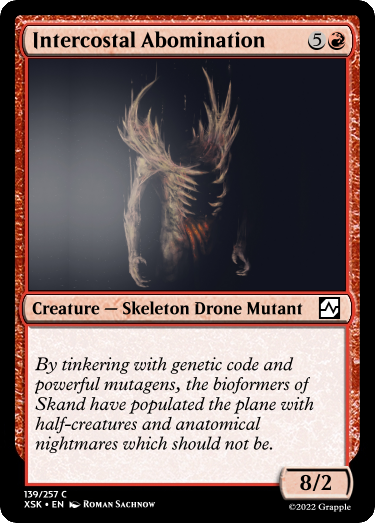 Intercostal Abomination 5
Creature — Skeleton Drone Mutant
By tinkering with genetic code and
powerful mutagens, the bioformers of
Skand have populated the plane with
half-creatures and anatomical
nightmares which should not be.
8/2
139/257 C
XSK • EN Roman Sachnow
©2022 Grapple